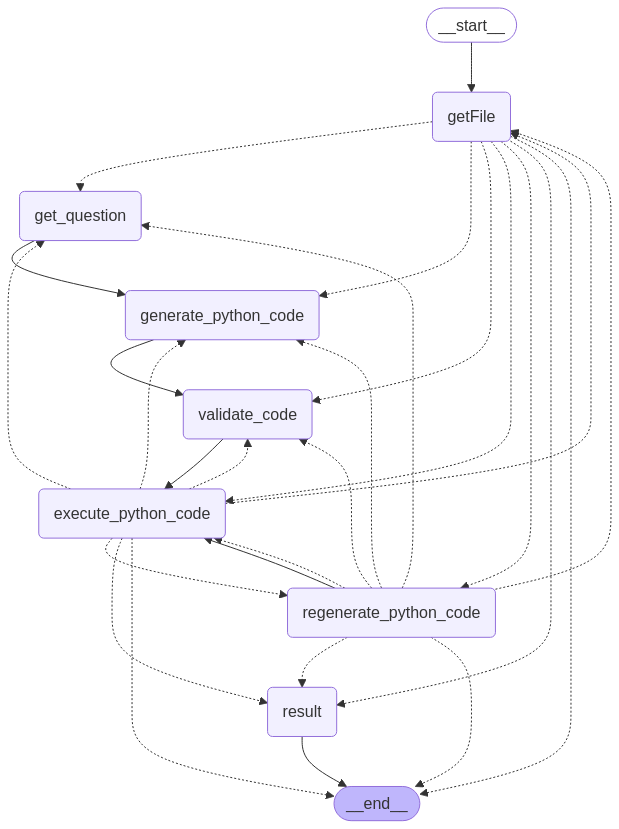 __start__
getFile
get_question
generate_python_code
validate_code
execute_python_code
regenerate_python_code
result
__end__